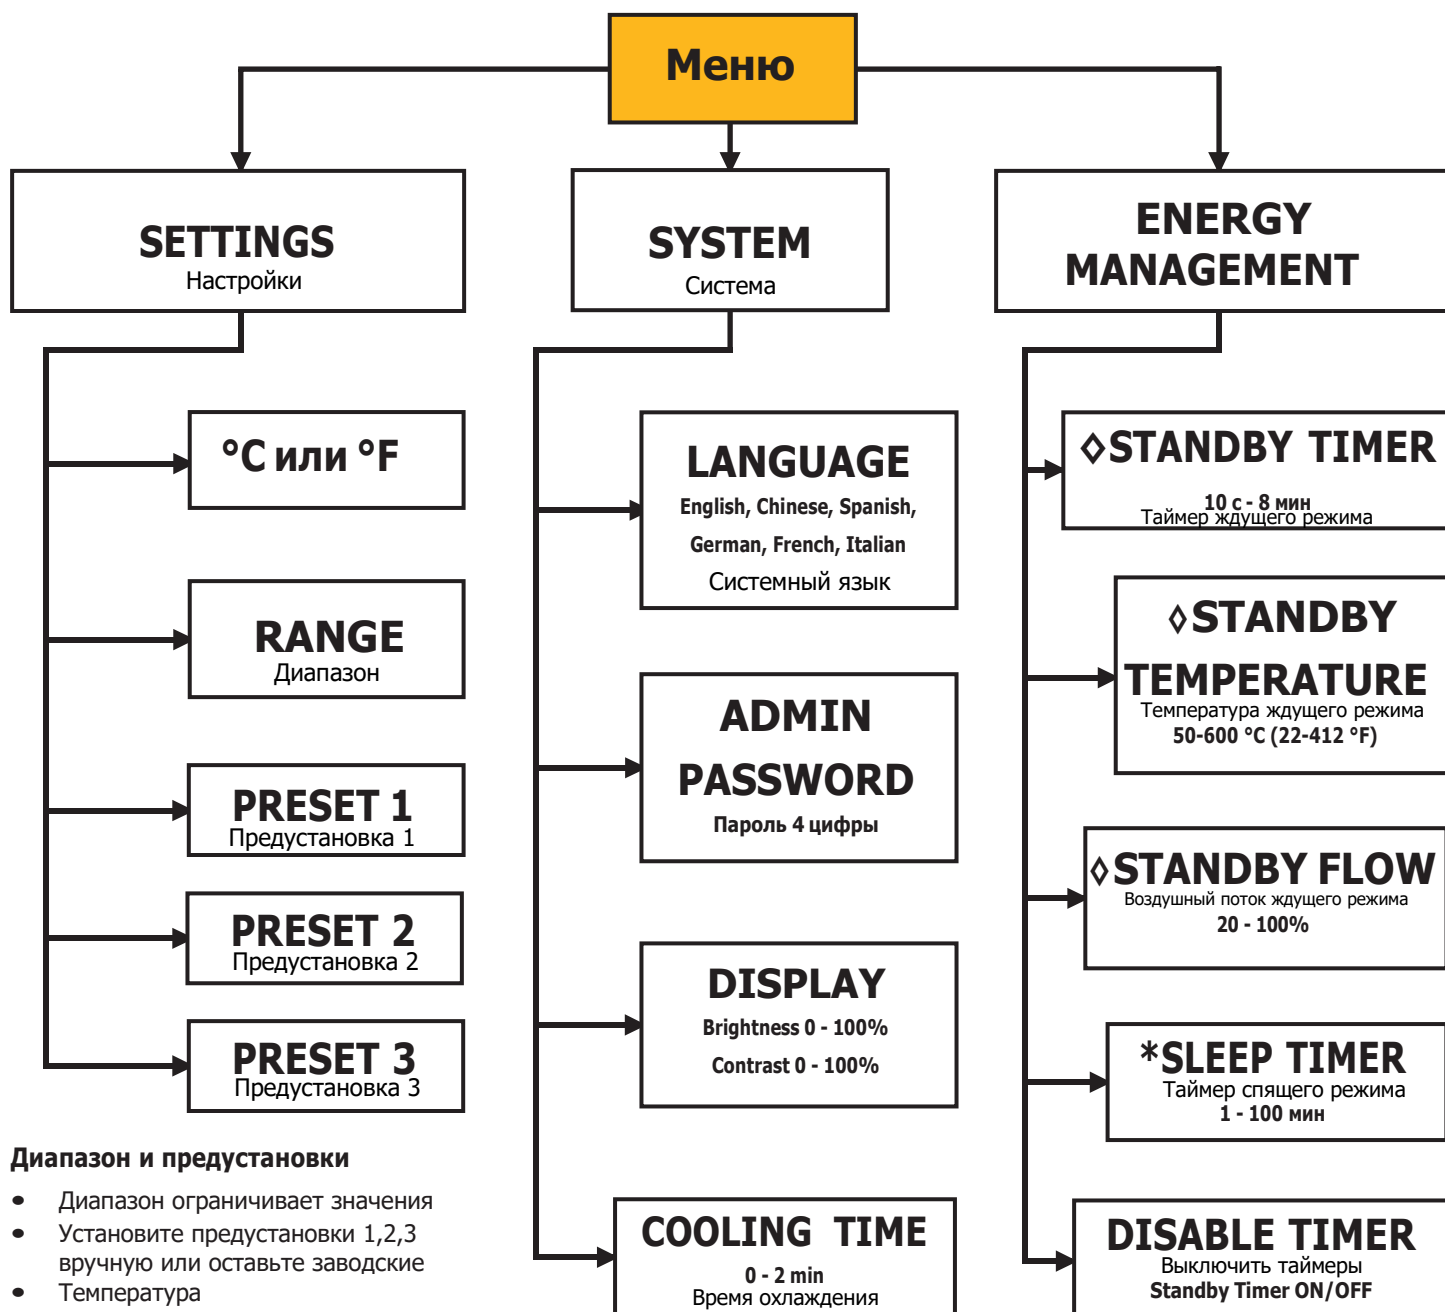 Меню
SETTINGS
Настройки
°C или °F
RANGE
Диапазон
PRESET 1
Предустановка 1
PRESET 2
Предустановка 2
PRESET 3
Предустановка 3
Диапазон и предустановки
• Диапазон ограничивает значения
• Установите предустановки 1,2,3
вручную или оставьте заводские
• Температура
SYSTEM
Система
LANGUAGE
English, Chinese, Spanish,
German, French, Italian
Системный язык
ADMIN
PASSWORD
Пароль 4 цифры
DISPLAY
Brightness 0 - 100%
Contrast 0 - 100%
COOLING TIME
0 - 2 min
Время охлаждения
ENERGY
MANAGEMENT
◊STANDBY TIMER
10 с - 8 мин
Таймер ждущего режима
◊STANDBY
TEMPERATURE
Температура ждущего режима
50-600 °C (22-412 °F)
◊STANDBY FLOW
Воздушный поток ждущего режима
20 - 100%
*SLEEP TIMER
Таймер спящего режима
1 - 100 мин
DISABLE TIMER
Выключить таймеры
Standby Timer ON/OFF